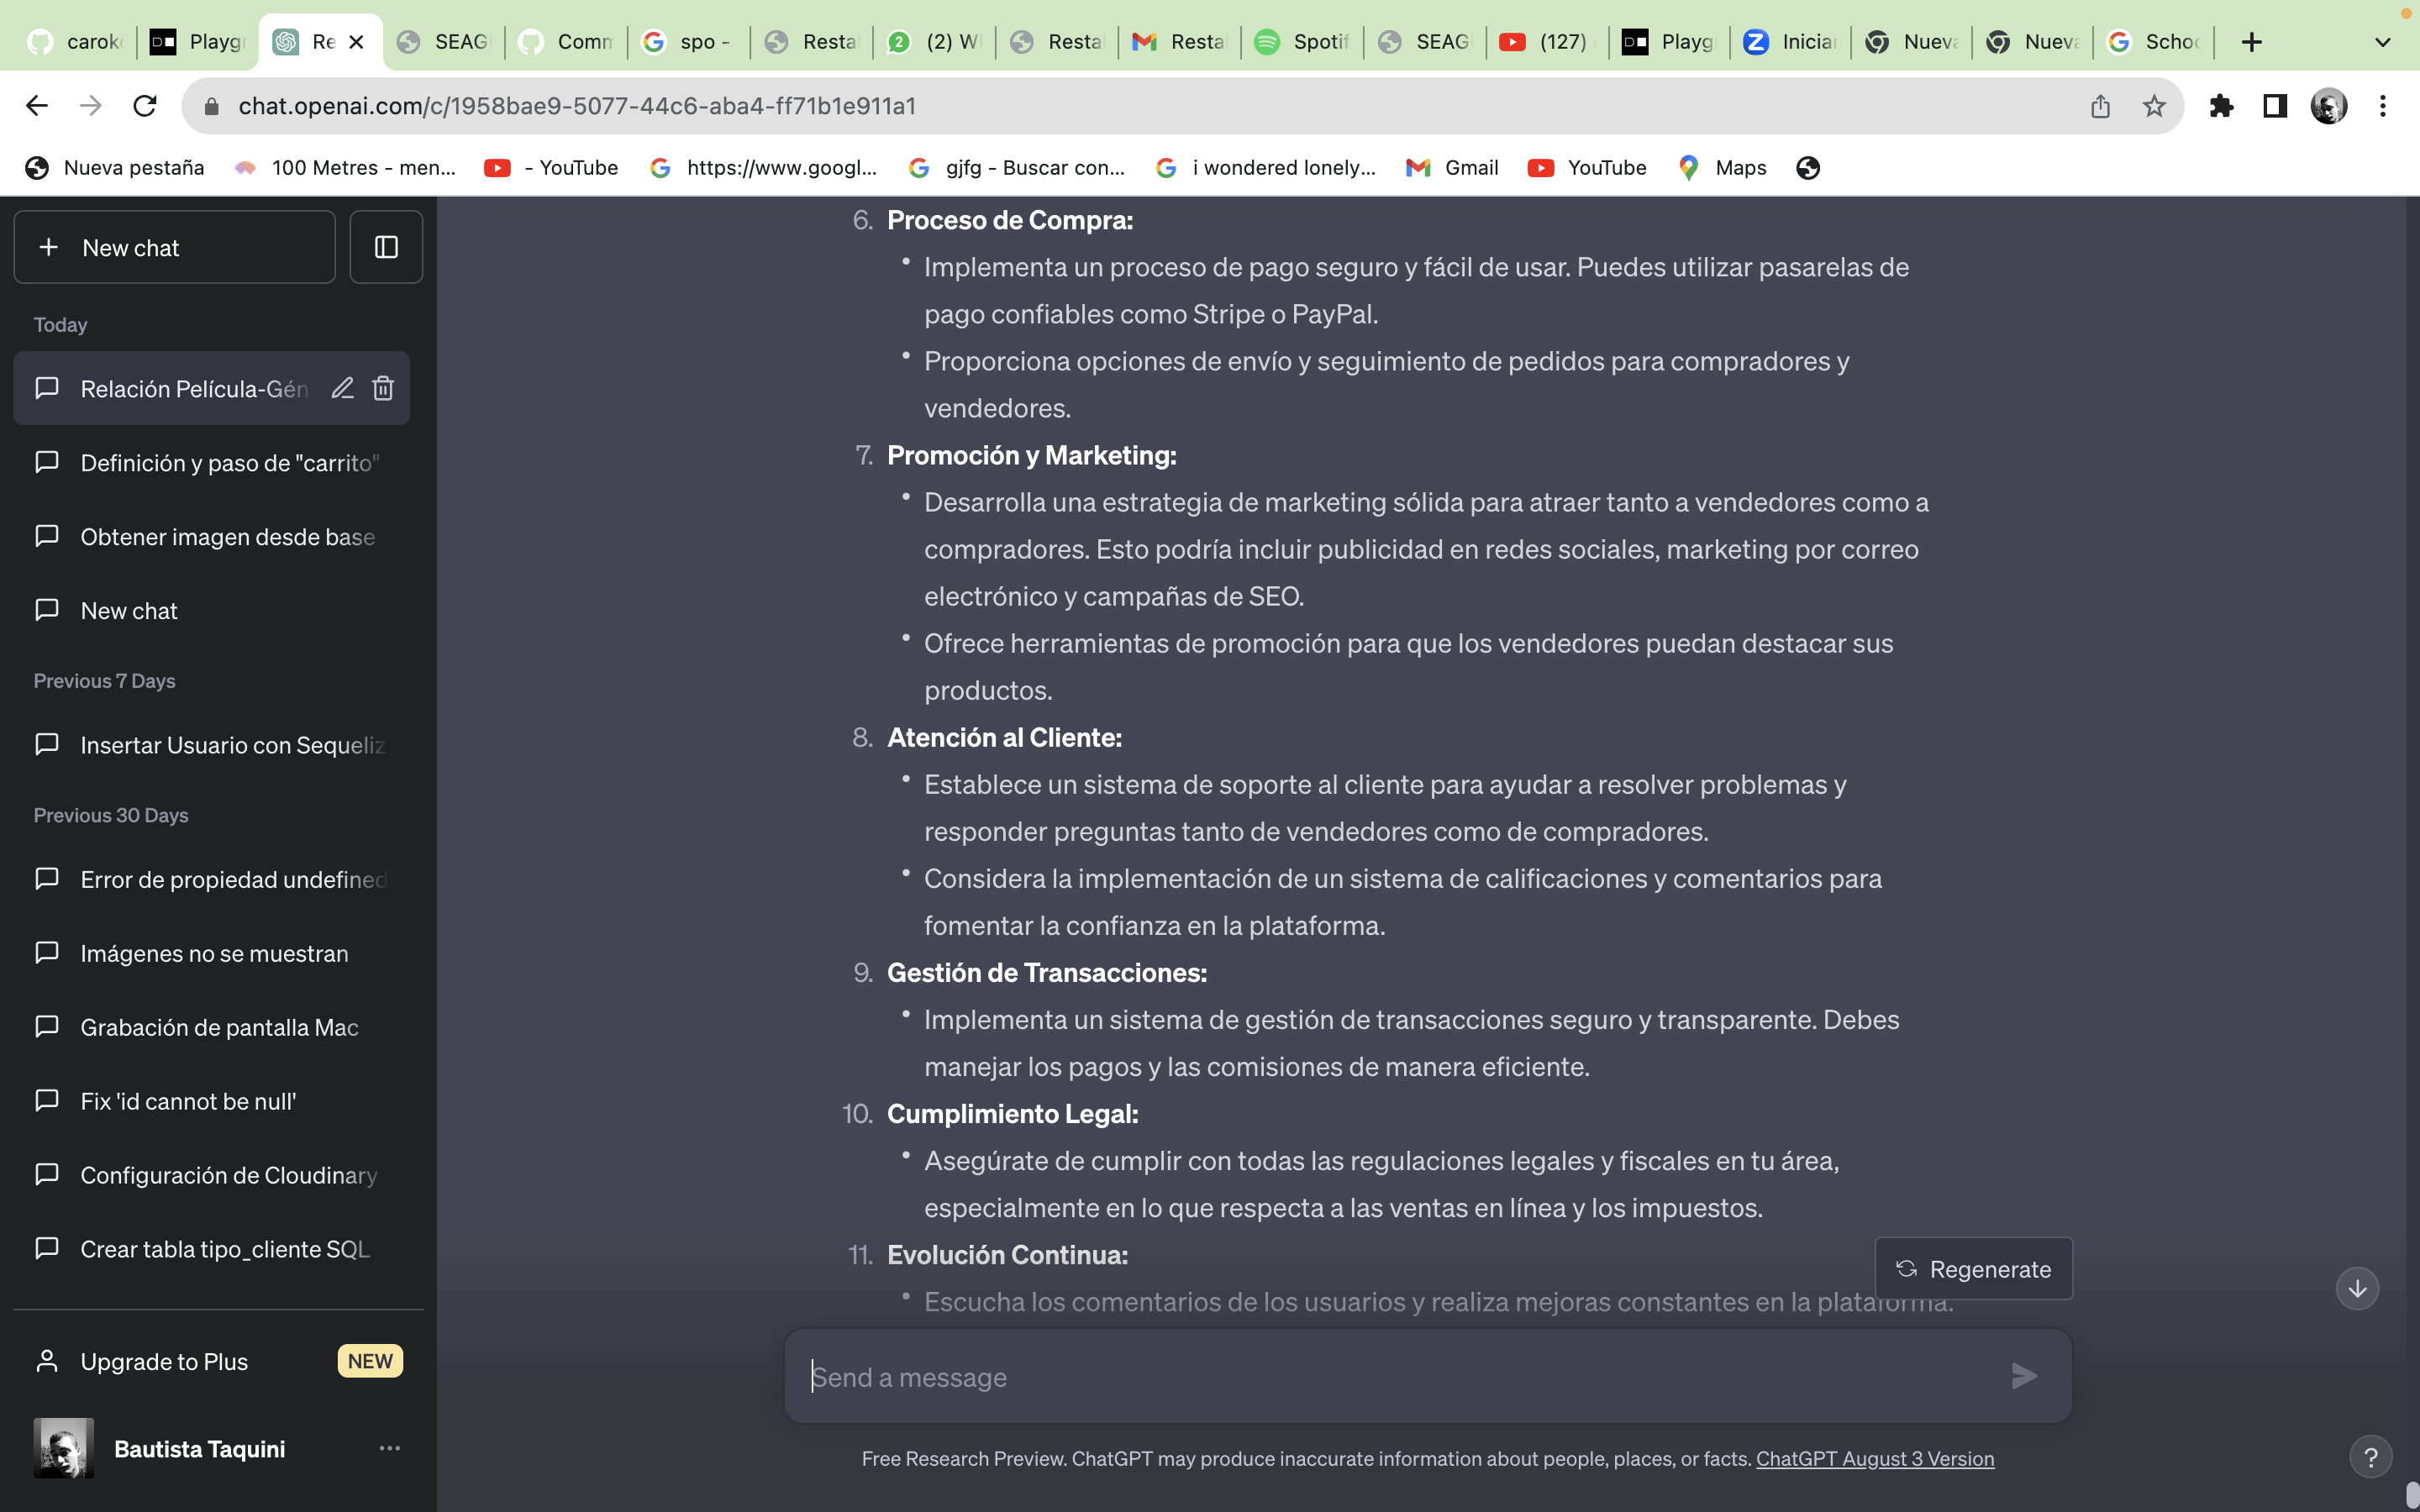 carok
Playgr
Re
SEAG
Comm
spo -
Resta
(2) W
Resta
Resta
Spotif
SEAG
(127)
Playg
Iniciar
Nueva
Nueva
Schoo
chat.openai.com/c/1958bae9-5077-44c6-aba4-ff71b1e911a1
Nueva pestaña
100 Metres - men...
- YouTube
https://www.googl...
gjfg - Buscar con...
i wondered lonely...
Gmail
YouTube
Maps
New chat
Today
Relación Película-Gén
Definición y paso de "carrito"
Obtener imagen desde base
New chat
Previous 7 Days
Insertar Usuario con Sequeliz
Previous 30 Days
Error de propiedad undefined
Imágenes no se muestran
Grabación de pantalla Mac
Fix 'id cannot be null'
Configuración de Cloudinary
Crear tabla tipo_cliente SQL
Upgrade to Plus
NEW
Bautista Taquini
6. Proceso de Compra:
• Implementa un proceso de pago seguro y fácil de usar. Puedes utilizar pasarelas de
pago confiables como Stripe o PayPal.
• Proporciona opciones de envío y seguimiento de pedidos para compradores y
vendedores.
7. Promoción y Marketing:
• Desarrolla una estrategia de marketing sólida para atraer tanto a vendedores como a
compradores. Esto podría incluir publicidad en redes sociales, marketing por correo
electrónico y campañas de SEO.
• Ofrece herramientas de promoción para que los vendedores puedan destacar sus
productos.
8. Atención al Cliente:
• Establece un sistema de soporte al cliente para ayudar a resolver problemas y
responder preguntas tanto de vendedores como de compradores.
• Considera la implementación de un sistema de calificaciones y comentarios para
fomentar la confianza en la plataforma.
9. Gestión de Transacciones:
• Implementa un sistema de gestión de transacciones seguro y transparente. Debes
manejar los pagos y las comisiones de manera eficiente.
10. Cumplimiento Legal:
• Asegúrate de cumplir con todas las regulaciones legales y fiscales en tu área,
especialmente en lo que respecta a las ventas en línea y los impuestos.
11. Evolución Continua:
• Escucha los comentarios de los usuarios y realiza mejoras constantes en la plataforma.
Regenerate
Send a message
Free Research Preview. ChatGPT may produce inaccurate information about people, places, or facts. ChatGPT August 3 Version
?